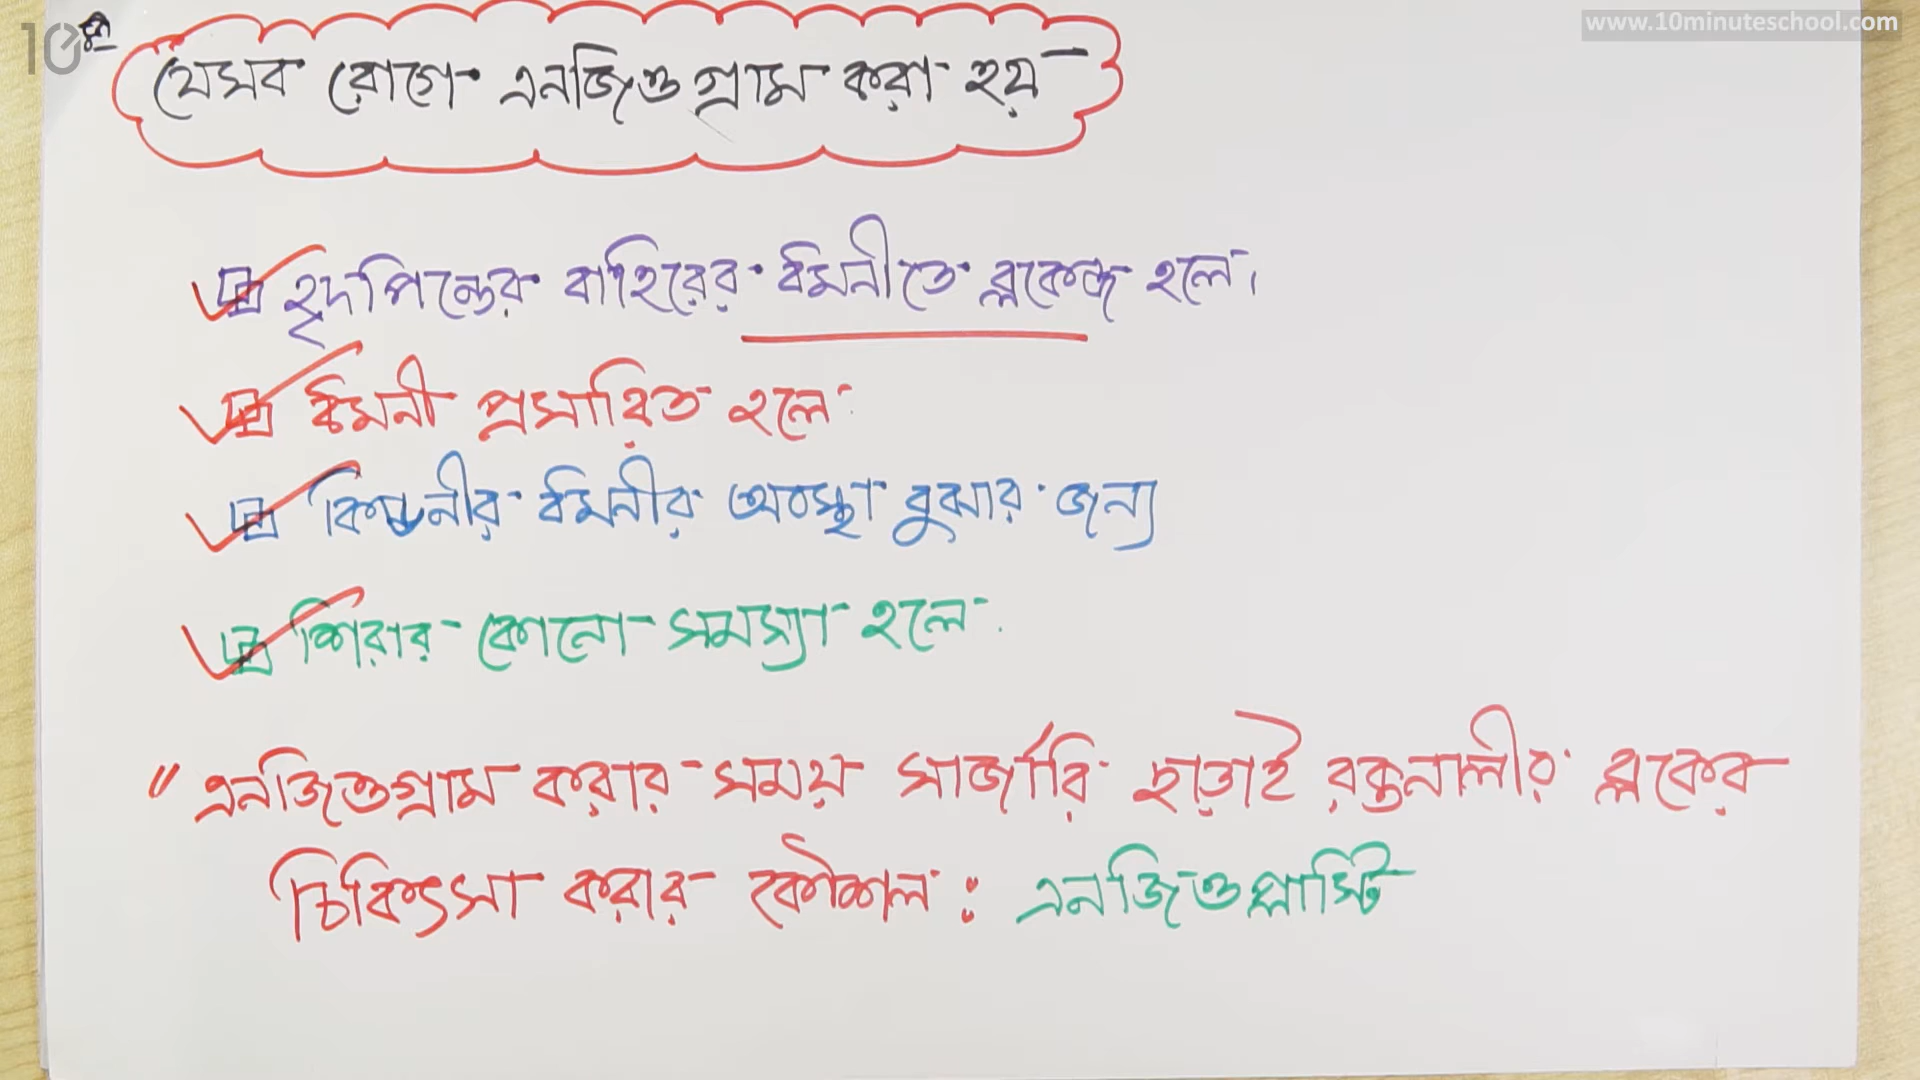 10
www.10minuteschool.com
যেসব রোগে এনজিওগ্রাম করা হয়
হৃদপিন্ডের বাহিরের ধমনীতে ব্লকেজ হলে।
ধমনী প্রসারিত হলে
কিডনীর ধমনীর অবস্থা বুঝার জন্য
শিরার কোনো সমস্যা হলে
" এনজিওগ্রাম করার সময় সার্জারি ছাড়াই রক্তনালীর ব্লকের
চিকিৎসা করার কৌশল : এনজিওপ্লাস্টি